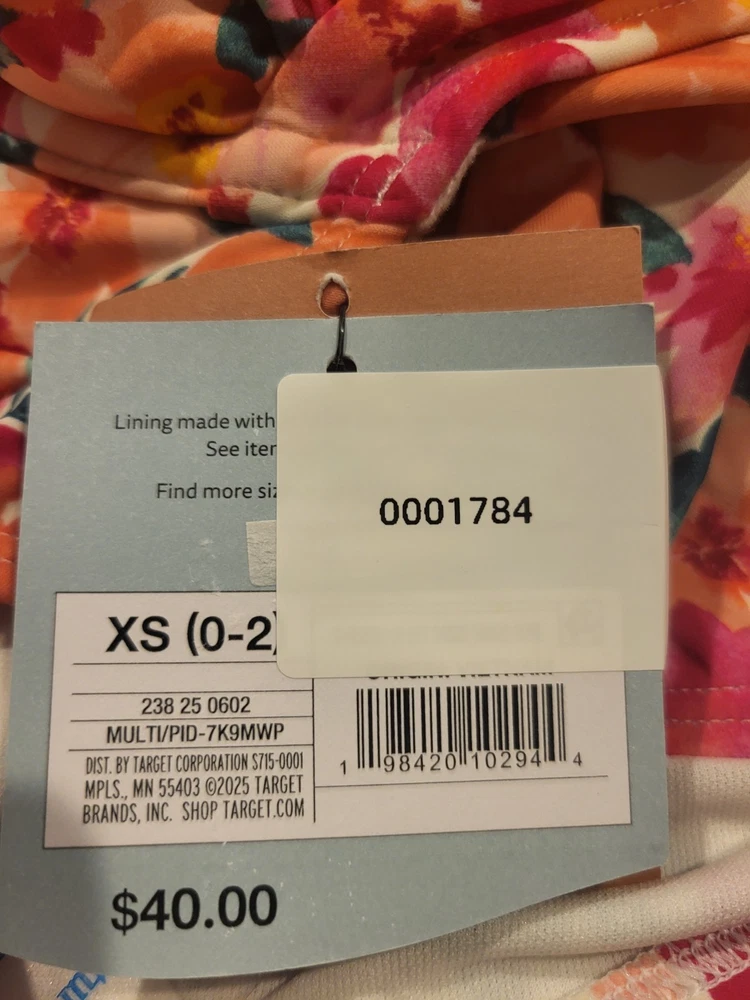 Lining made with
See
Find more
0001784
XS (0-2)
238 25 0602
MULTI/PID-7K9MWP
DIST. BY TARGET CORPORATION S715-0001
MPLS., MN 55403 ©2025 TARGET
BRANDS, INC. SHOP TARGET.COM
1 98420 10294 4
$40.00